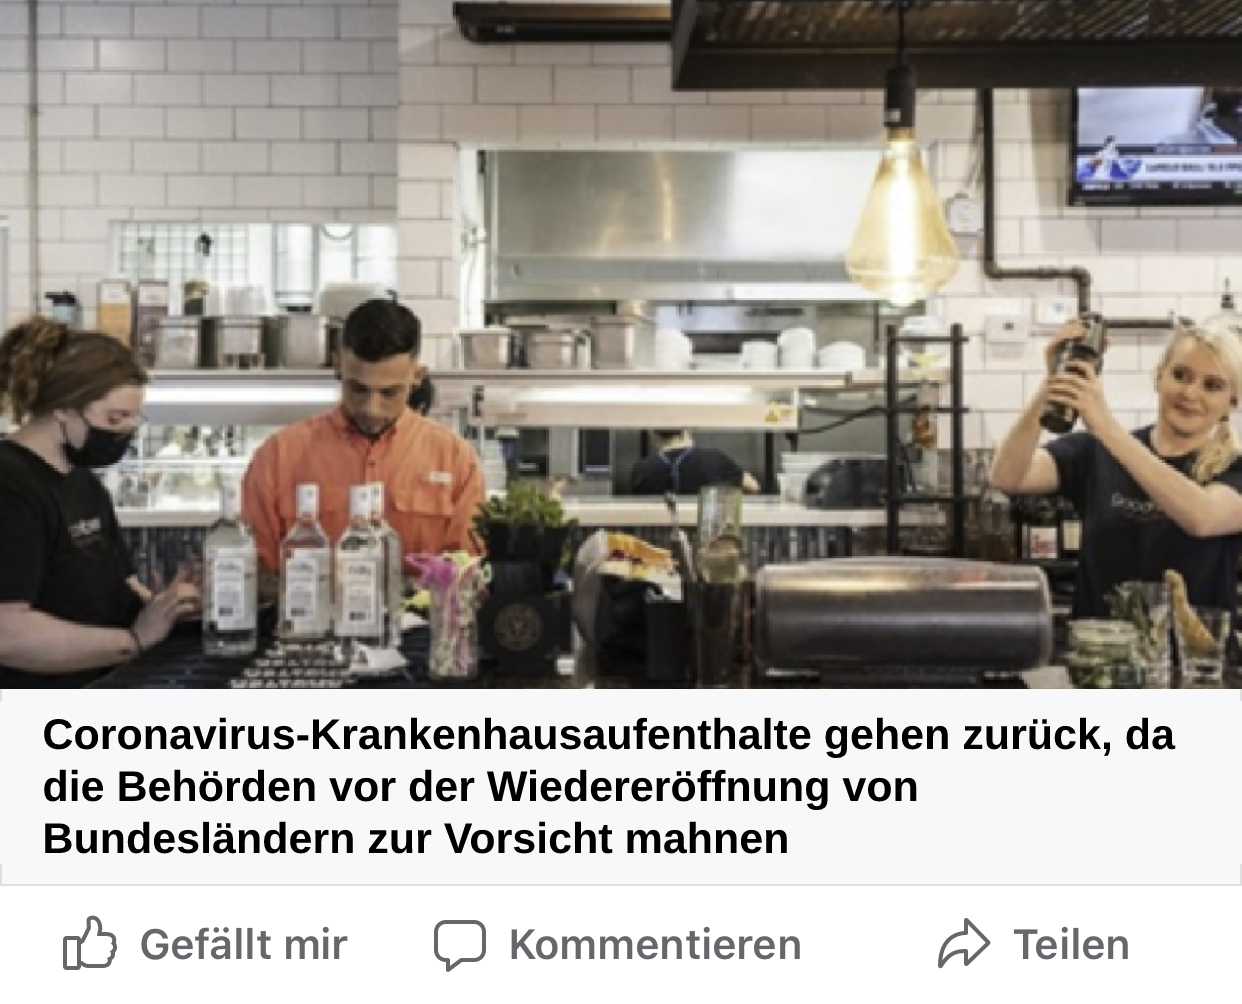 Coronavirus-Krankenhausaufenthalte gehen zurück, da
die Behörden vor der Wiedereröffnung von
Bundesländern zur Vorsicht mahnen
Gefällt mir
Kommentieren
Teilen